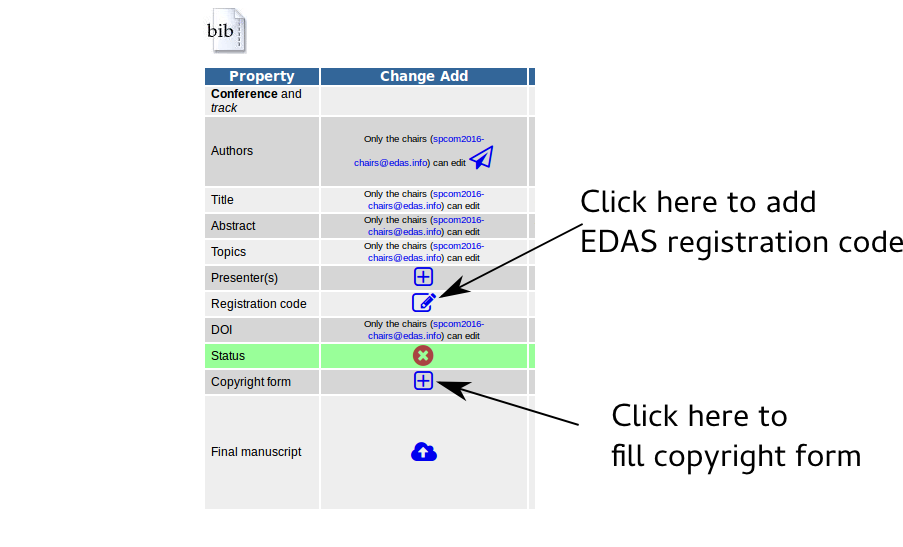 bib
Property Change Add
Conference and
track
Authors
Only the chairs (spcom2016-
chairs@edas.info) can edit
Title
Only the chairs (spcom2016-
chairs@edas.info) can edit
Abstract
Only the chairs (spcom2016-
chairs@edas.info) can edit
Topics
Only the chairs (spcom2016-
chairs@edas.info) can edit
Presenter(s)
Registration code
DOI
Only the chairs (spcom2016-
chairs@edas.info) can edit
Status
Copyright form
Final manuscript
Click here to add
EDAS registration code
Click here to
fill copyright form